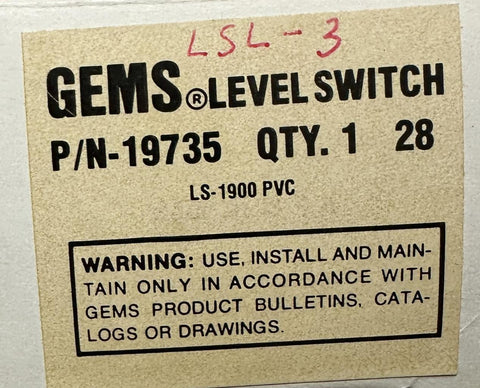 LSL-3
GEMS® LEVEL SWITCH
P/N-19735 QTY. 1 28
LS-1900 PVC
WARNING: USE, INSTALL AND MAIN-
TAIN ONLY IN ACCORDANCE WITH
GEMS PRODUCT BULLETINS, CATA-
LOGS OR DRAWINGS.